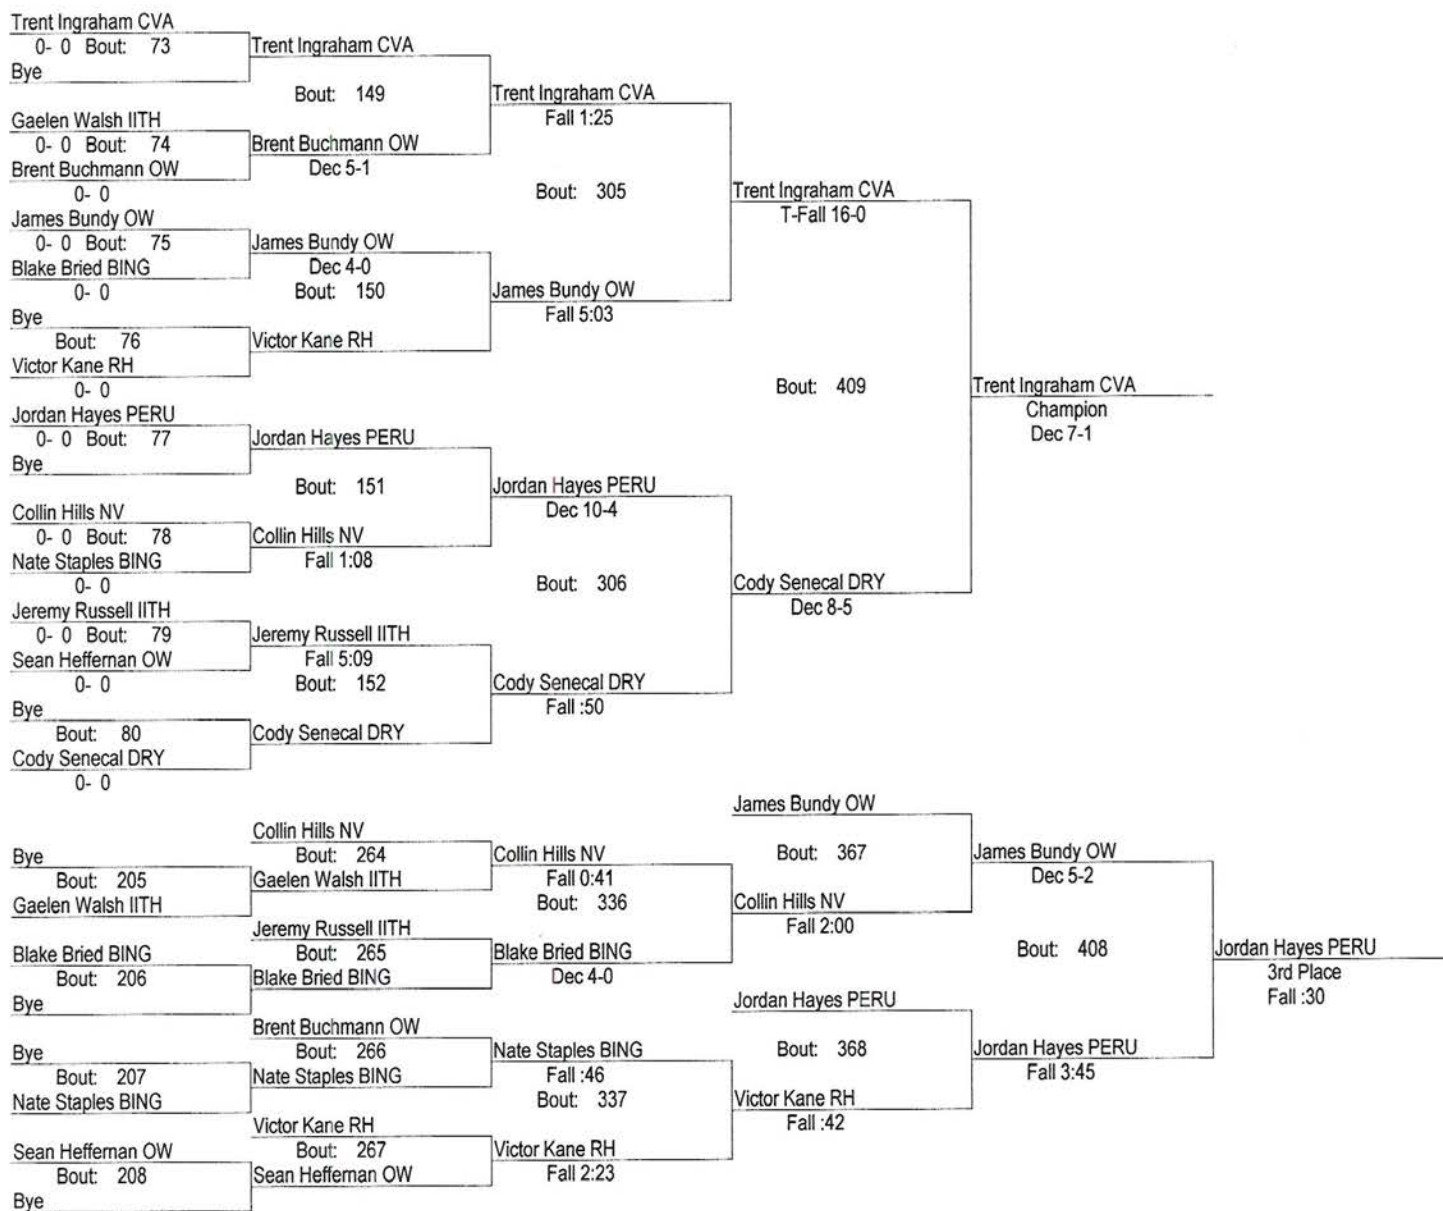 Trent Ingraham CVA
0- 0 Bout: 73
Bye
Gaelen Walsh IITH
0- 0 Bout: 74
Brent Buchmann OW
0- 0
James Bundy OW
0- 0 Bout: 75
Blake Bried BING
0- 0
Bye
Bout: 76
Victor Kane RH
0- 0
Jordan Hayes PERU
0- 0 Bout: 77
Bye
Collin Hills NV
0- 0 Bout: 78
Nate Staples BING
0- 0
Jeremy Russell IITH
0- 0 Bout: 79
Sean Heffernan OW
0- 0
Bye
Bout: 80
Cody Senecal DRY
0- 0
Trent Ingraham CVA
Bout: 149
Brent Buchmann OW
Dec 5-1
James Bundy OW
Dec 4-0
Bout: 150
Victor Kane RH
Jordan Hayes PERU
Bout: 151
Collin Hills NV
Fall 1:08
Jeremy Russell IITH
Fall 5:09
Bout: 152
Cody Senecal DRY
Trent Ingraham CVA
Fall 1:25
Bout: 305
James Bundy OW
Fall 5:03
Jordan Hayes PERU
Dec 10-4
Bout: 306
Cody Senecal DRY
Fall :50
Trent Ingraham CVA
T-Fall 16-0
Bout: 409
Cody Senecal DRY
Dec 8-5
Trent Ingraham CVA
Champion
Dec 7-1
Bye
Bout: 205
Gaelen Walsh IITH
Blake Bried BING
Bout: 206
Bye
Bye
Bout: 207
Nate Staples BING
Sean Heffernan OW
Bout: 208
Bye
Collin Hills NV
Bout: 264
Gaelen Walsh IITH
Jeremy Russell IITH
Bout: 265
Blake Bried BING
Brent Buchmann OW
Bout: 266
Nate Staples BING
Victor Kane RH
Bout: 267
Sean Heffernan OW
Collin Hills NV
Fall 0:41
Bout: 336
Blake Bried BING
Dec 4-0
Nate Staples BING
Fall :46
Bout: 337
Victor Kane RH
Fall 2:23
James Bundy OW
Bout: 367
Collin Hills NV
Fall 2:00
Jordan Hayes PERU
Bout: 368
Victor Kane RH
Fall :42
James Bundy OW
Dec 5-2
Bout: 408
Jordan Hayes PERU
Fall 3:45
Jordan Hayes PERU
3rd Place
Fall :30